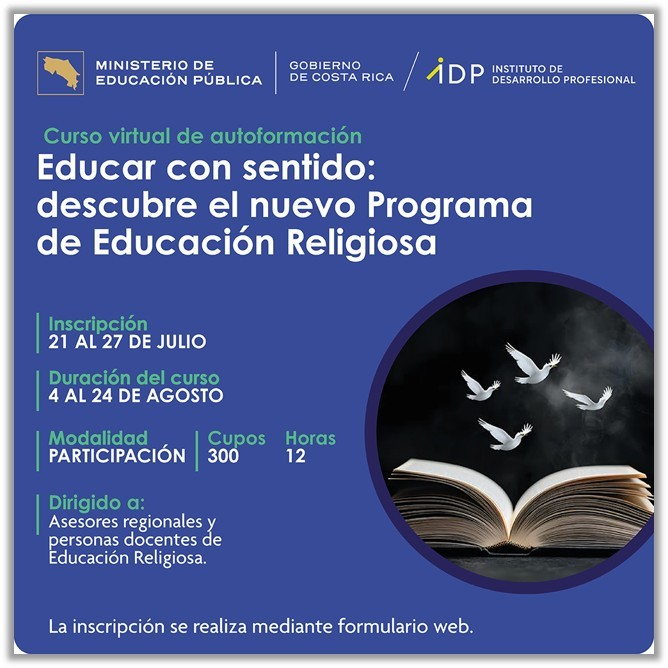 MINISTERIO DE
EDUCACIÓN PÚBLICA
GOBIERNO
DE COSTA RICA
IDP
INSTITUTO DE
DESARROLLO PROFESIONAL
Curso virtual de autoformación
Educar con sentido:
descubre el nuevo Programa
de Educación Religiosa
Inscripción
21 AL 27 DE JULIO
Duración del curso
4 AL 24 DE AGOSTO
Modalidad
PARTICIPACIÓN
Cupos
300
Horas
12
Dirigido a:
Asesores regionales y
personas docentes de
Educación Religiosa.
La inscripción se realiza mediante formulario web.